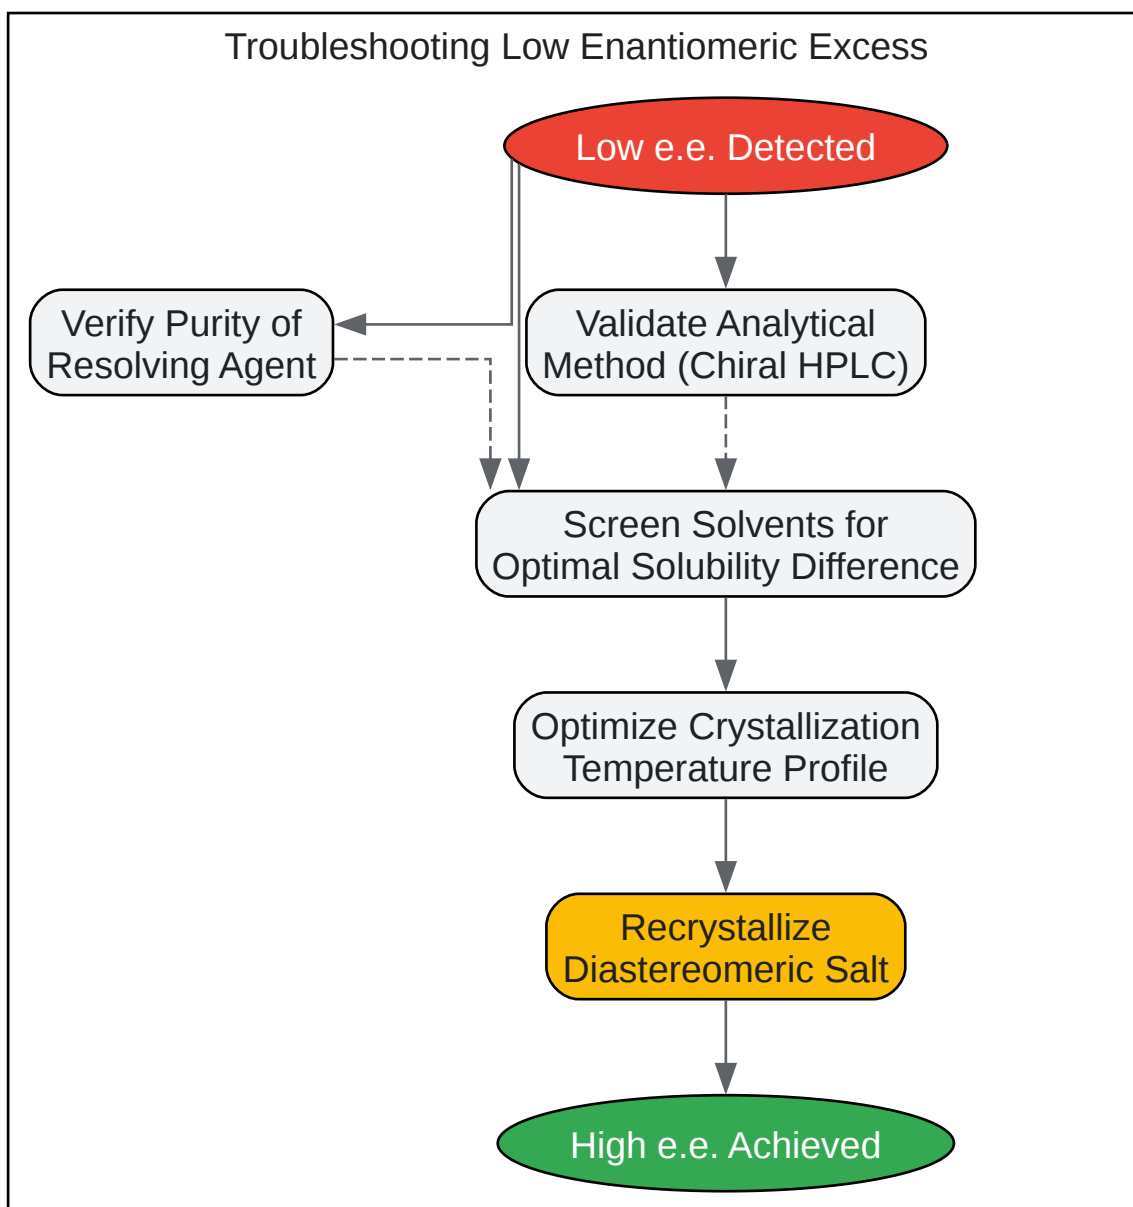 Troubleshooting Low Enantiomeric Excess
Low e.e. Detected
Verify Purity of
Resolving Agent
Validate Analytical
Method (Chiral HPLC)
Screen Solvents for
Optimal Solubility Difference
Optimize Crystallization
Temperature Profile
Recrystallize
Diastereomeric Salt
High e.e. Achieved